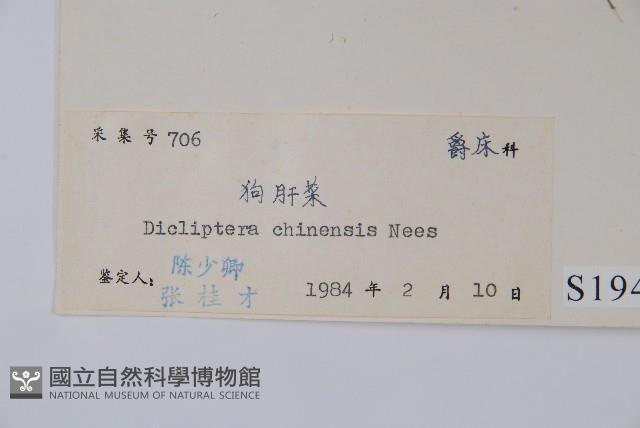 采集号 706 爵床科
狗肝菜
Dicliptera chinensis Nees
鉴定人: 陈少卿
张桂才 1984 年 2 月 10 日
S194
國立自然科學博物館
NATIONAL MUSEUM OF NATURAL SCIENCE